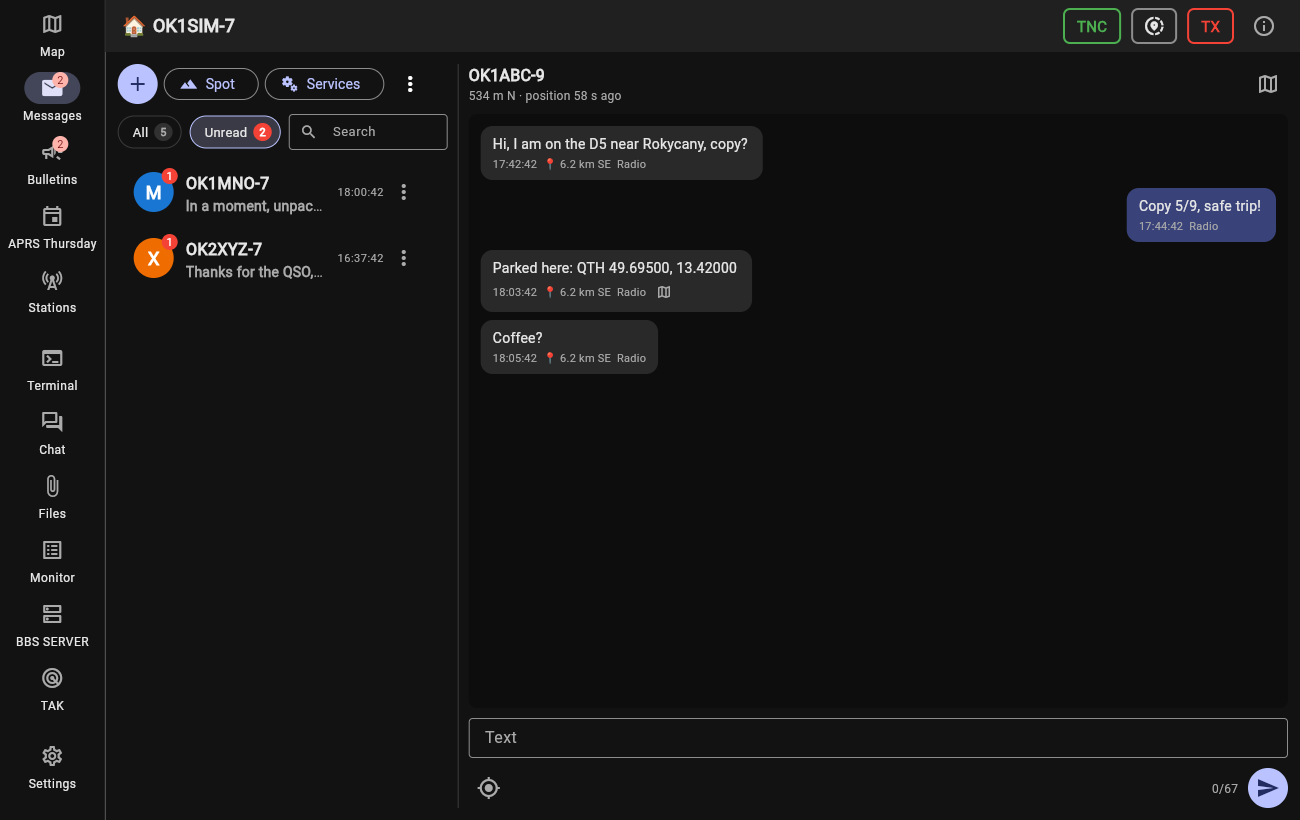 OK1SIM-7
TNC
TX
Map
2
Messages
2
Bulletins
APRS Thursday
Stations
Terminal
Chat
Files
Monitor
BBS SERVER
TAK
Settings
Spot
Services
All 5
Unread 2
Search
M
1
OK1MNO-7
In a moment, unpac…
18:00:42
X
1
OK2XYZ-7
Thanks for the QSO,…
16:37:42
OK1ABC-9
534 m N · position 58 s ago
Hi, I am on the D5 near Rokycany, copy?
17:42:42 📍 6.2 km SE Radio
Copy 5/9, safe trip!
17:44:42 Radio
Parked here: QTH 49.69500, 13.42000
18:03:42 📍 6.2 km SE Radio
Coffee?
18:05:42 📍 6.2 km SE Radio
Text
0/67